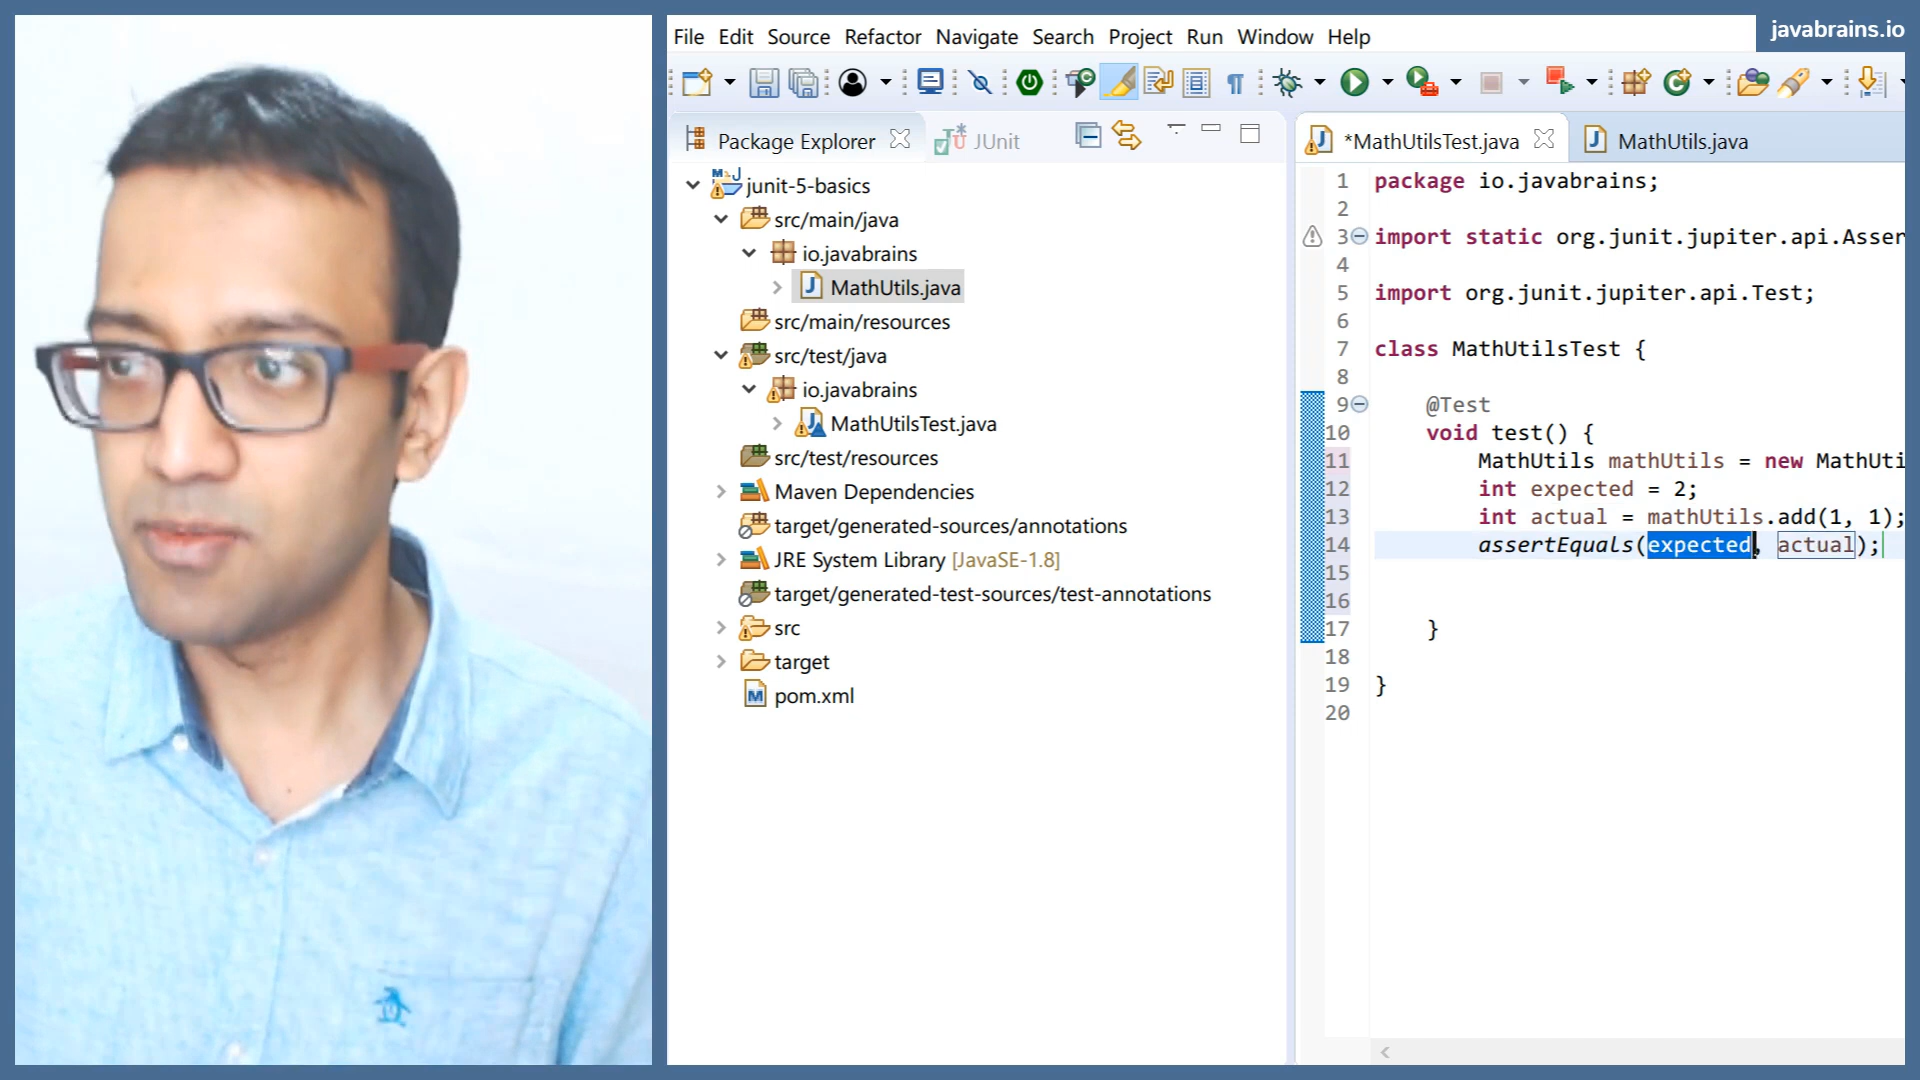 javabrains.io
File Edit Source Refactor Navigate Search Project Run Window Help
Package Explorer
JUnit
*MathUtilsTest.java
MathUtils.java
junit-5-basics
src/main/java
io.javabrains
MathUtils.java
src/main/resources
src/test/java
io.javabrains
MathUtilsTest.java
src/test/resources
Maven Dependencies
target/generated-sources/annotations
JRE System Library [JavaSE-1.8]
target/generated-test-sources/test-annotations
src
target
pom.xml
1 package io.javabrains;
2
3 import static org.junit.jupiter.api.Asser
4
5 import org.junit.jupiter.api.Test;
6
7 class MathUtilsTest {
8
9 @Test
10 void test() {
11 MathUtils mathUtils = new MathUti
12 int expected = 2;
13 int actual = mathUtils.add(1, 1);
14 assertEquals(expected, actual);
15
16
17 }
18
19 }
20